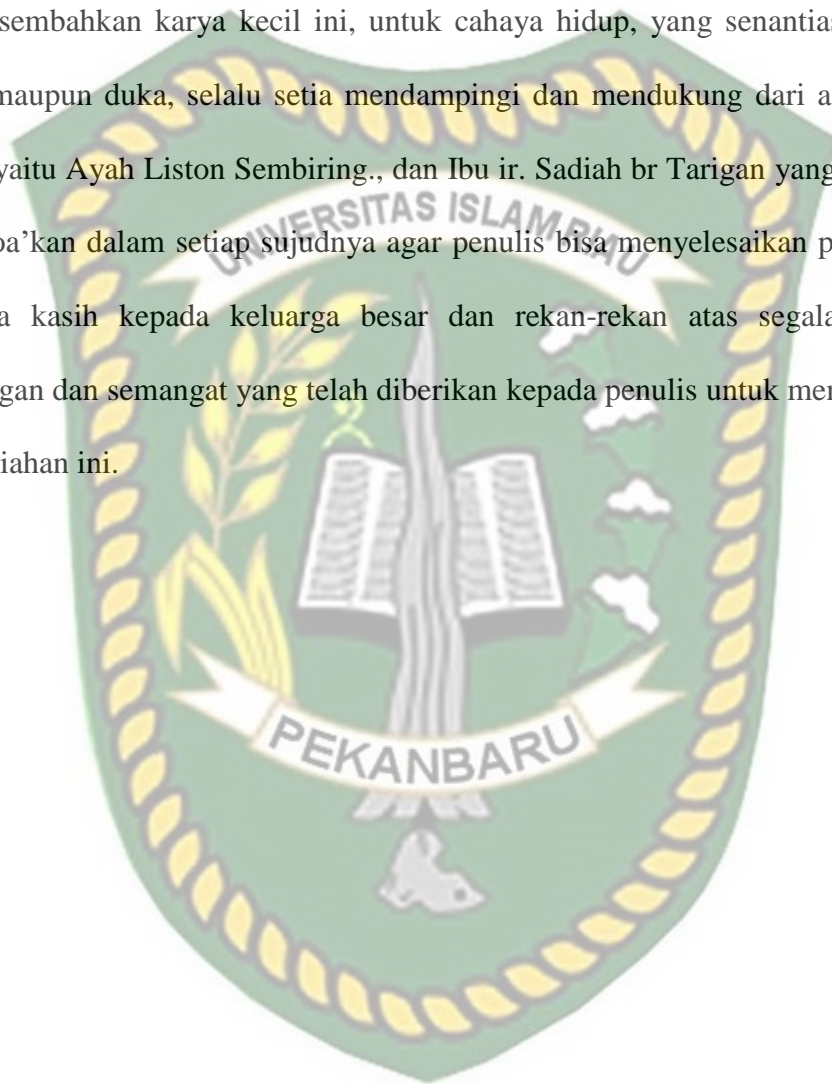 sembahkan karya kecil ini, untuk cahaya hidup, yang senantias
maupun duka, selalu setia mendampingi dan mendukung dari a
yaitu Ayah Liston Sembiring., dan Ibu ir. Sadiah br Tarigan yang
oa’kan dalam setiap sujudnya agar penulis bisa menyelesaikan p
a kasih kepada keluarga besar dan rekan-rekan atas segala
gan dan semangat yang telah diberikan kepada penulis untuk mer
iahan ini.
UNIVERSITAS ISLAM RIAU
PEKANBARU